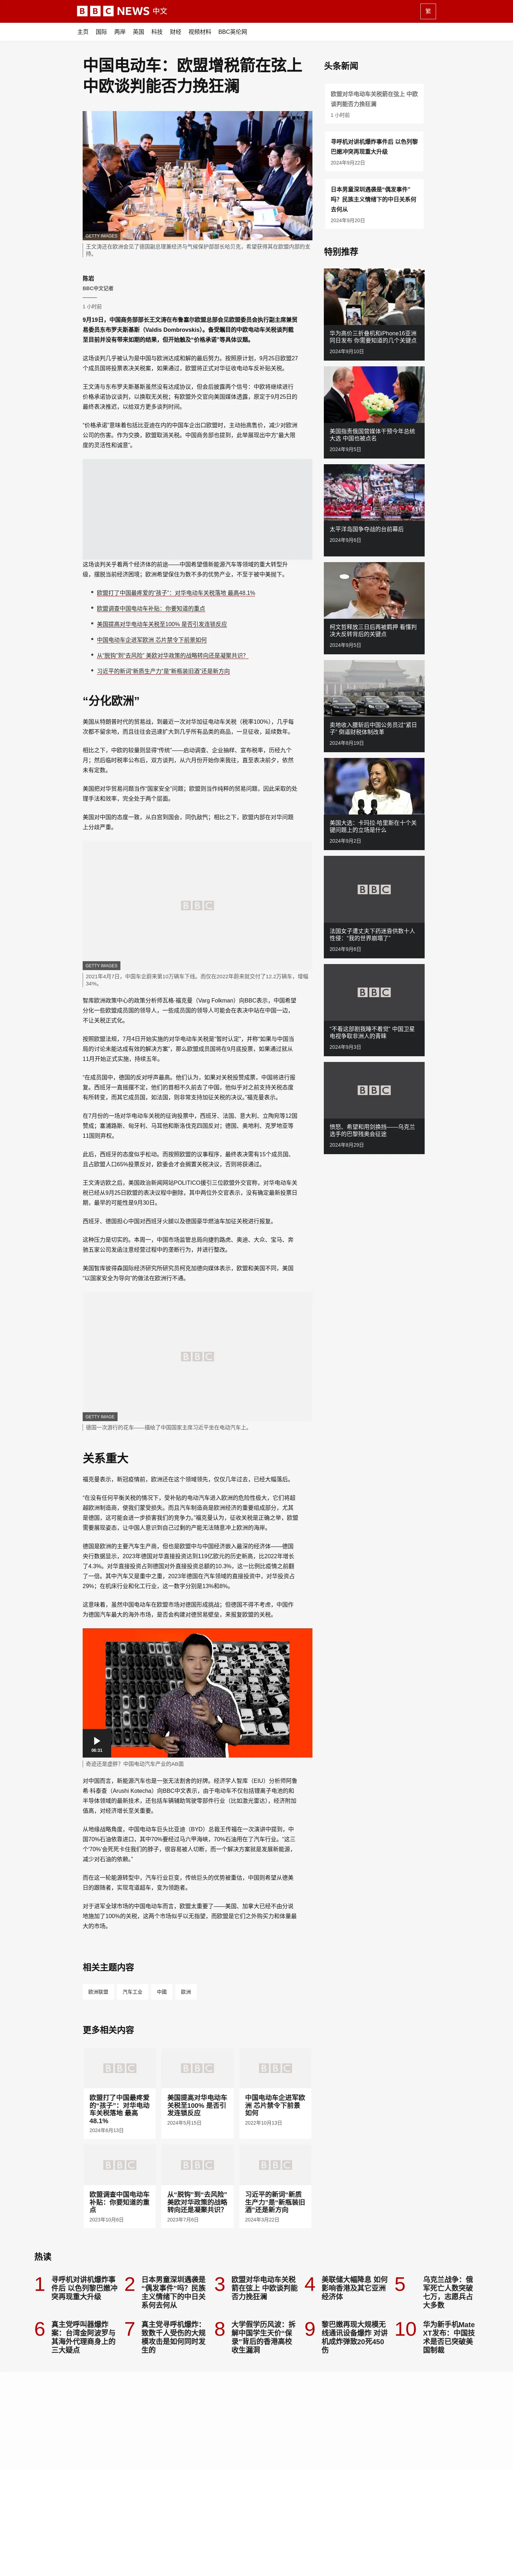 BBC NEWS 中文
繁
主页 国际 两岸 英国 科技 财经 视频材料 BBC英伦网
中国电动车：欧盟增税箭在弦上
中欧谈判能否力挽狂澜
GETTY IMAGES
王文涛还在欧洲会见了德国副总理兼经济与气候保护部部长哈贝克，希望获得其在欧盟内部的支
持。
陈岩
BBC中文记者
1 小时前
9月19日，中国商务部部长王文涛在布鲁塞尔欧盟总部会见欧盟委员会执行副主席兼贸
易委员东布罗夫斯基斯（Valdis Dombrovskis）。备受瞩目的中欧电动车关税谈判截
至目前并没有带来如期的结果，但开始触及“价格承诺”等具体议题。
这场谈判几乎被认为是中国与欧洲达成和解的最后努力。按照原计划，9月25日欧盟27
个成员国将投票表决关税案，如果通过，欧盟将正式对华征收电动车反补贴关税。
王文涛与东布罗夫斯基斯虽然没有达成协议，但会后披露两个信号：中欧将继续进行
价格承诺协议谈判，以换取无关税；有欧盟外交官向美国媒体透露，原定于9月25日的
最终表决推迟，以给双方更多谈判时间。
“价格承诺”意味着包括比亚迪在内的中国车企出口欧盟时，主动抬高售价，减少对欧洲
公司的伤害。作为交换，欧盟取消关税。中国商务部也提到，此举展现出中方“最大限
度的灵活性和诚意”。
这场谈判关乎着两个经济体的前途——中国希望借新能源汽车等领域的重大转型升
级，摆脱当前经济困境；欧洲希望保住为数不多的优势产业，不至于被中美抛下。
欧盟打了中国最疼爱的“孩子”：对华电动车关税落地 最高48.1%
欧盟调查中国电动车补贴：你要知道的重点
美国提高对华电动车关税至100% 是否引发连锁反应
中国电动车企进军欧洲 芯片禁令下前景如何
从“脱钩”到“去风险” 美欧对华政策的战略转向还是凝聚共识？
习近平的新词“新质生产力”是“新瓶装旧酒”还是新方向
“分化欧洲”
美国从特朗普时代的贸易战，到最近一次对华加征电动车关税（税率100%），几乎每
次都不留余地，而且往往会迅速扩大到几乎所有品类的商品，一旦征收，延续数年。
相比之下，中欧的较量则显得“传统”——启动调查、企业抽样、宣布税率，历经九个
月；然后临时税率公布后，双方谈判，从六月份开始你来我往，直至表决前夕，依然
未有定数。
美国把对华贸易问题当作“国家安全”问题；欧盟则当作纯粹的贸易问题，因此采取的处
理手法和效率，完全处于两个层面。
美国对中国的态度一致，从白宫到国会，同仇敌忾；相比之下，欧盟内部在对华问题
上分歧严重。
BBC
GETTY IMAGES
2021年4月7日，中国车企蔚来第10万辆车下线。而仅在2022年蔚来就交付了12.2万辆车，增幅
34%。
智库欧洲政策中心的政策分析师瓦格·福克曼（Varg Folkman）向BBC表示，中国希望
分化一些欧盟成员国的领导人，一些成员国的领导人可能会在表决中站在中国一边，
不让关税正式化。
按照欧盟法规，7月4日开始实施的对华电动车关税是“暂时认定”，并称“如果与中国当
局的讨论未能达成有效的解决方案”，那么欧盟成员国将在9月底投票，如果通过就从
11月开始正式实施，持续五年。
“在成员国中，德国的反对呼声最高。他们认为，如果对关税投赞成票，中国将进行报
复。西班牙一直摇摆不定，他们的首相不久前去了中国，他似乎对之前支持关税态度
有所转变，而其它成员国，如法国，则非常支持加征关税的决议。”福克曼表示。
在7月份的一场对华电动车关税的征询投票中，西班牙、法国、意大利、立陶宛等12国
赞成；塞浦路斯、匈牙利、马耳他和斯洛伐克四国反对；德国、奥地利、克罗地亚等
11国则弃权。
此后，西班牙的态度似乎松动。而按照欧盟的议事程序，最终表决需有15个成员国、
且占欧盟人口65%投票反对，欧委会才会搁置关税决议，否则将获通过。
王文涛访欧之后，美国政治新闻网站POLITICO援引三位欧盟外交官称，对华电动车关
税已经从9月25日欧盟的表决议程中删除，其中两位外交官表示，没有确定最新投票日
期，最早的可能性是9月30日。
西班牙、德国担心中国对西班牙火腿以及德国豪华燃油车加征关税进行报复。
这种压力是切实的。本周一，中国市场监管总局向捷豹路虎、奥迪、大众、宝马、奔
驰五家公司发函注意经营过程中的垄断行为，并进行整改。
美国智库彼得森国际经济研究所研究员柯克加德向媒体表示，欧盟和美国不同，美国
“以国家安全为导向”的做法在欧洲行不通。
BBC
GETTY IMAGE
德国一次游行的花车——描绘了中国国家主席习近平坐在电动汽车上。
关系重大
福克曼表示，新冠疫情前，欧洲还在这个领域领先，仅仅几年过去，已经大幅落后。
“在没有任何平衡关税的情况下，受补贴的电动汽车进入欧洲的危险性极大，它们将超
越欧洲制造商，使我们蒙受损失。而且汽车制造商是欧洲经济的重要组成部分，尤其
是德国，这可能会进一步损害我们的竞争力。”福克曼认为，征收关税是正确之举，欧盟
需要展现姿态，让中国人意识到自己过剩的产能无法随意冲上欧洲的海岸。
德国是欧洲的主要汽车生产商，但也是欧盟中与中国经济嵌入最深的经济体——德国
央行数据显示，2023年德国对华直接投资达到119亿欧元的历史新高，比2022年增长
了4.3%。对华直接投资占到德国对外直接投资总额的10.3%，这一比例比疫情之前翻
了一倍。其中汽车又是重中之重，2023年德国在汽车领域的直接投资中，对华投资占
29%；在机床行业和化工行业，这一数字分别是13%和8%。
这意味着，虽然中国电动车在欧盟市场对德国形成挑战；但德国不得不考虑，中国作
为德国汽车最大的海外市场，是否会构建对德贸易壁垒，来报复欧盟的关税。
06:31
奇迹还是虚胖？中国电动汽车产业的AB面
对中国而言，新能源汽车也是一张无法割舍的好牌。经济学人智库（EIU）分析师阿鲁
希·科泰查（Arushi Kotecha）向BBC中文表示，由于电动车不仅包括锂离子电池的和
半导体领域的最新技术，还包括车辆辅助驾驶零部件行业（比如激光雷达），经济附加
值高，对经济增长至关重要。
从地缘战略角度，中国电动车巨头比亚迪（BYD）总裁王传福在一次演讲中提到，中
国70%石油依靠进口，其中70%要经过马六甲海峡，70%石油用在了汽车行业。“这三
个‘70%’会死死卡住我们的脖子，很容易被人切断，而一个解决方案就是发展新能源，
减少对石油的依赖。”
而在这一轮能源转型中，汽车行业巨变，传统巨头的优势被重估，中国则希望从德美
日的跟随者，实现弯道超车，变为领跑者。
对于进军全球市场的中国电动车而言，欧盟太重要了——美国、加拿大已经不由分说
地施加了100%的关税，这两个市场似乎以无指望，而欧盟是它们之外购买力和体量最
大的市场。
相关主题内容
欧洲联盟 汽车工业 中國 欧洲
更多相关内容
BBC BBC BBC
欧盟打了中国最疼爱
的“孩子”：对华电动
车关税落地 最高
48.1%
2024年6月13日
美国提高对华电动车
关税至100% 是否引
发连锁反应
2024年5月15日
中国电动车企进军欧
洲 芯片禁令下前景
如何
2022年10月13日
BBC BBC BBC
欧盟调查中国电动车
补贴：你要知道的重
点
2023年10月6日
从“脱钩”到“去风险”
美欧对华政策的战略
转向还是凝聚共识？
2023年7月6日
习近平的新词“新质
生产力”是“新瓶装旧
酒”还是新方向
2024年3月22日
头条新闻
欧盟对华电动车关税箭在弦上 中欧
谈判能否力挽狂澜
1 小时前
寻呼机对讲机爆炸事件后 以色列黎
巴嫩冲突再现重大升级
2024年9月22日
日本男童深圳遇袭是“偶发事件”
吗？民族主义情绪下的中日关系何
去何从
2024年9月20日
特别推荐
华为高价三折叠机和iPhone16亚洲
同日发布 你需要知道的几个关键点
2024年9月10日
美国指责俄国营媒体干预今年总统
大选 中国也被点名
2024年9月5日
太平洋岛国争夺战的台前幕后
2024年9月6日
柯文哲释放三日后再被羁押 看懂判
决大反转背后的关键点
2024年9月5日
卖地收入腰斩后中国公务员过“紧日
子” 倒逼财税体制改革
2024年8月19日
美国大选：卡玛拉·哈里斯在十个关
键问题上的立场是什么
2024年9月2日
BBC
法国女子遭丈夫下药迷昏供数十人
性侵：“我的世界崩塌了”
2024年9月6日
BBC
“不看这部剧我睡不着觉” 中国卫星
电视争取非洲人的青睐
2024年9月3日
BBC
愤怒、希望和用剑换挡——乌克兰
选手的巴黎残奥会征途
2024年8月29日
热读
1 寻呼机对讲机爆炸事
件后 以色列黎巴嫩冲
突再现重大升级
2 日本男童深圳遇袭是
“偶发事件”吗？民族
主义情绪下的中日关
系何去何从
3 欧盟对华电动车关税
箭在弦上 中欧谈判能
否力挽狂澜
4 美联储大幅降息 如何
影响香港及其它亚洲
经济体
5 乌克兰战争：俄
军死亡人数突破
七万，志愿兵占
大多数
6 真主党呼叫器爆炸
案：台湾金阿波罗与
其海外代理商身上的
三大疑点
7 真主党寻呼机爆炸：
致数千人受伤的大规
模攻击是如何同时发
生的
8 大学假学历风波：拆
解中国学生天价“保
录”背后的香港高校
收生漏洞
9 黎巴嫩再现大规模无
线通讯设备爆炸 对讲
机成炸弹致20死450
伤
10 华为新手机Mate
XT发布：中国技
术是否已突破美
国制裁